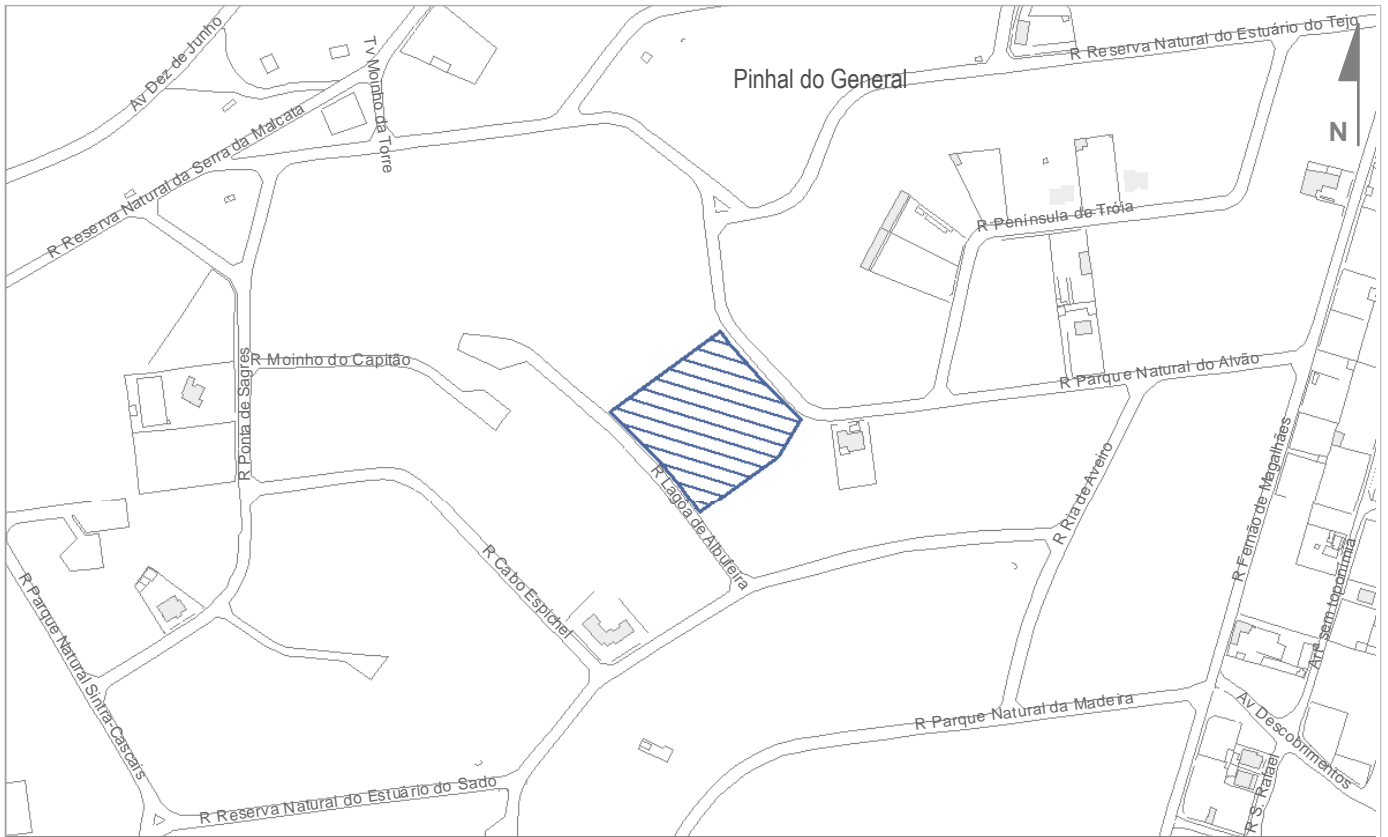 R Reserva Natural do Estuário do Tejo
Av Dez de Junho
Tv Moinho da Torre
Pinhal do General
N
R Reserva Natural da Serra da Malcata
R Península de Tróia
R Moinho do Capitão
R Ponta de Sagres
R Parque Natural do Alvão
R Lagoa de Albufeira
R Ria de Aveiro
R Fernão de Magalhães
R Cabo Espichel
Artº sem toponímia
R Parque Natural Sintra-Cascais
R Parque Natural da Madeira
Av Descobrimentos
R Reserva Natural do Estuário do Sado
R S. Rafael